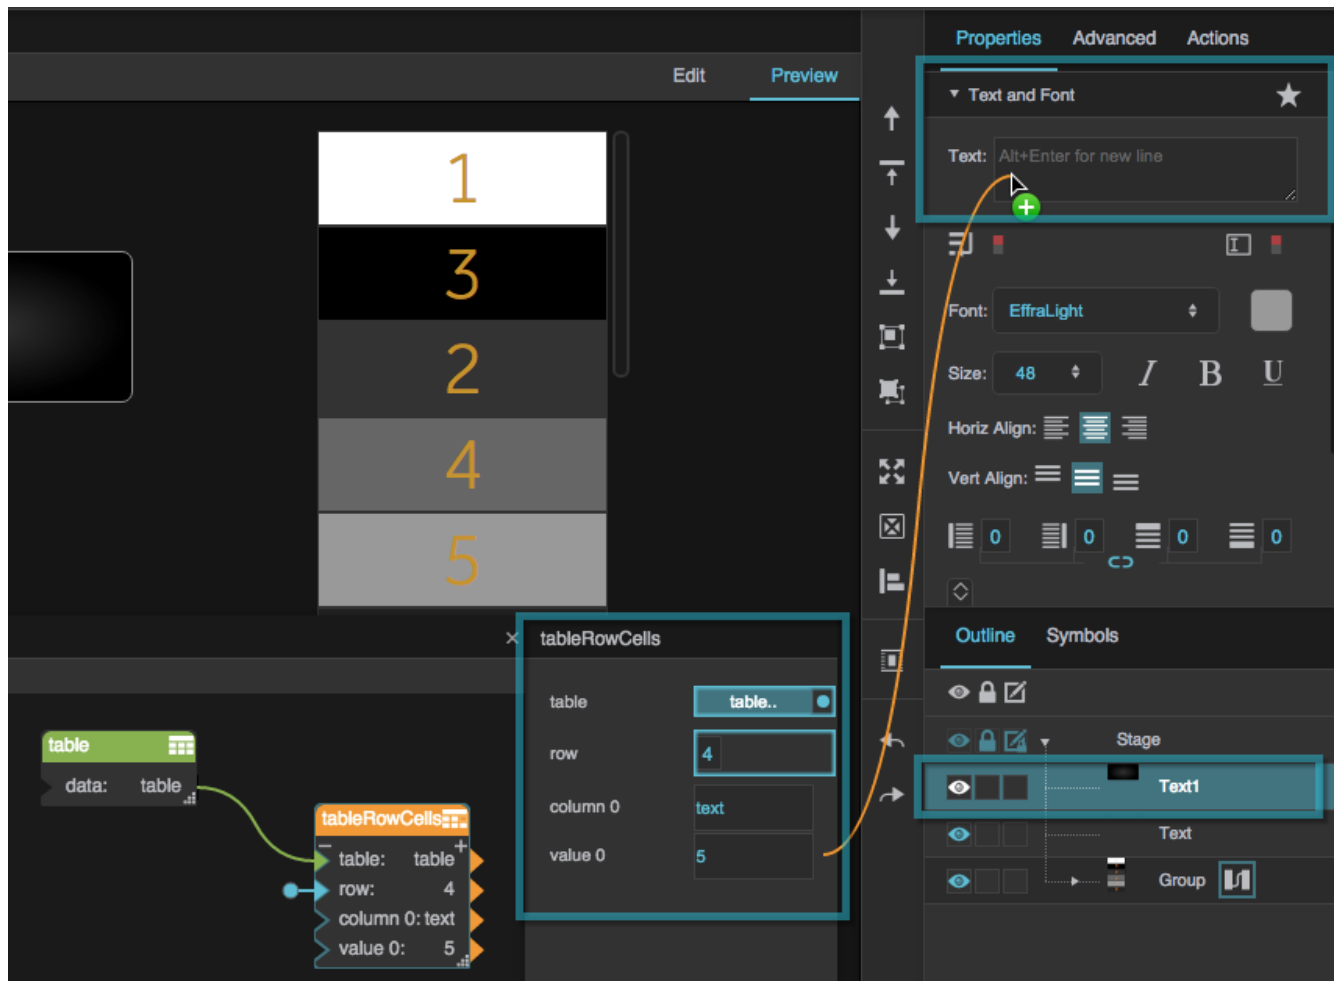 Properties Advanced Actions
Edit Preview
Text and Font
Text: Alt+Enter for new line
1
3
2
4
5
Font: EffraLight
Size: 48 I B U
Horiz Align:
Vert Align:
0 0 0 0
Outline Symbols
Stage
Text1
Text
Group
tableRowCells
table table..
row 4
column 0 text
value 0 5
table
data: table
tableRowCells
table: table
row: 4
column 0: text
value 0: 5